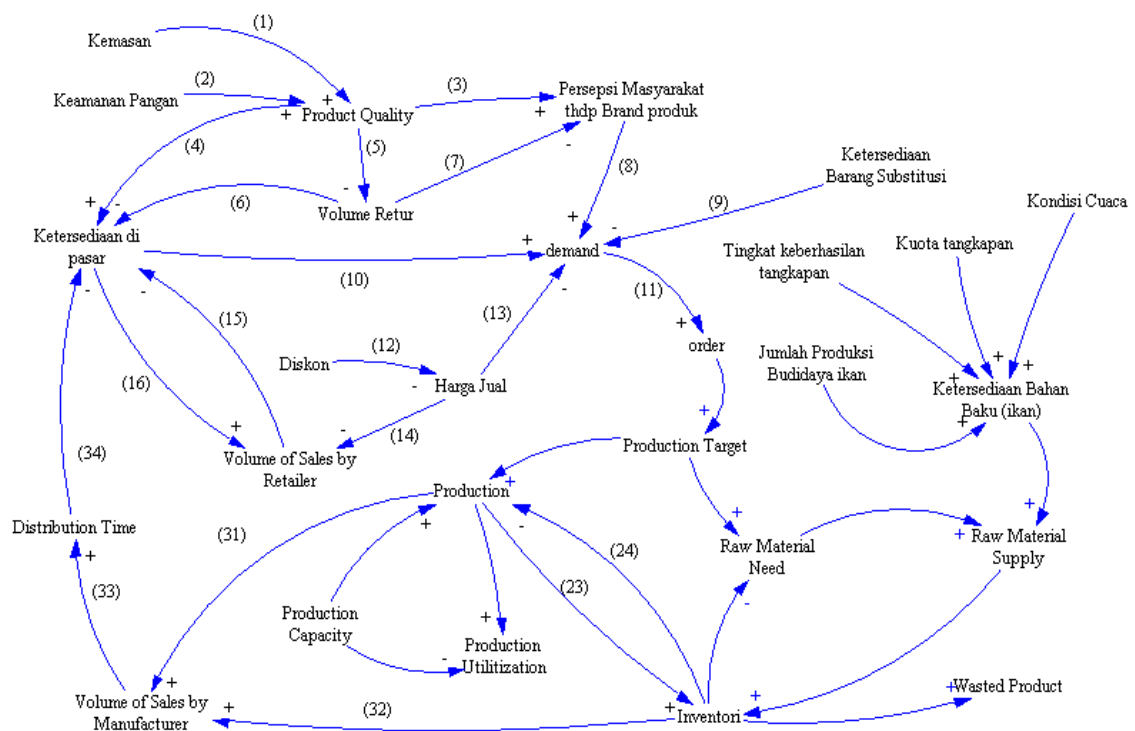 (1)
Kemasan
(2)
(3)
Keamanan Pangan
+
+
Product Quality
Persepsi Masyarakat
thdp Brand produk
+
-
(4)
(5)
(7)
(8)
Ketersediaan
Barang Substitusi
Kondisi Cuaca
-
(6)
Volume Retur
(9)
+
-
+
-
Ketersediaan di
pasar
+
demand
-
(10)
(11)
Tingkat keberhasilan
tangkapan
Kuota tangkapan
-
-
(15)
(13)
(12)
Diskon
-
Harga Jual
+
order
Jumlah Produksi
Budidaya ikan
+
+
+
+
Ketersediaan Bahan
Baku (ikan)
(16)
+
-
(14)
Volume of Sales by
Retailer
+
Production Target
(34)
Production
+
+
-
Distribution Time
+
(31)
(24)
+
Raw Material
Need
-
+
+
Raw Material
Supply
(33)
(23)
Production
Capacity
+
-
Production
Utilitization
+
Volume of Sales by
Manufacturer
+
(32)
+
Inventori
+
+
Wasted Product